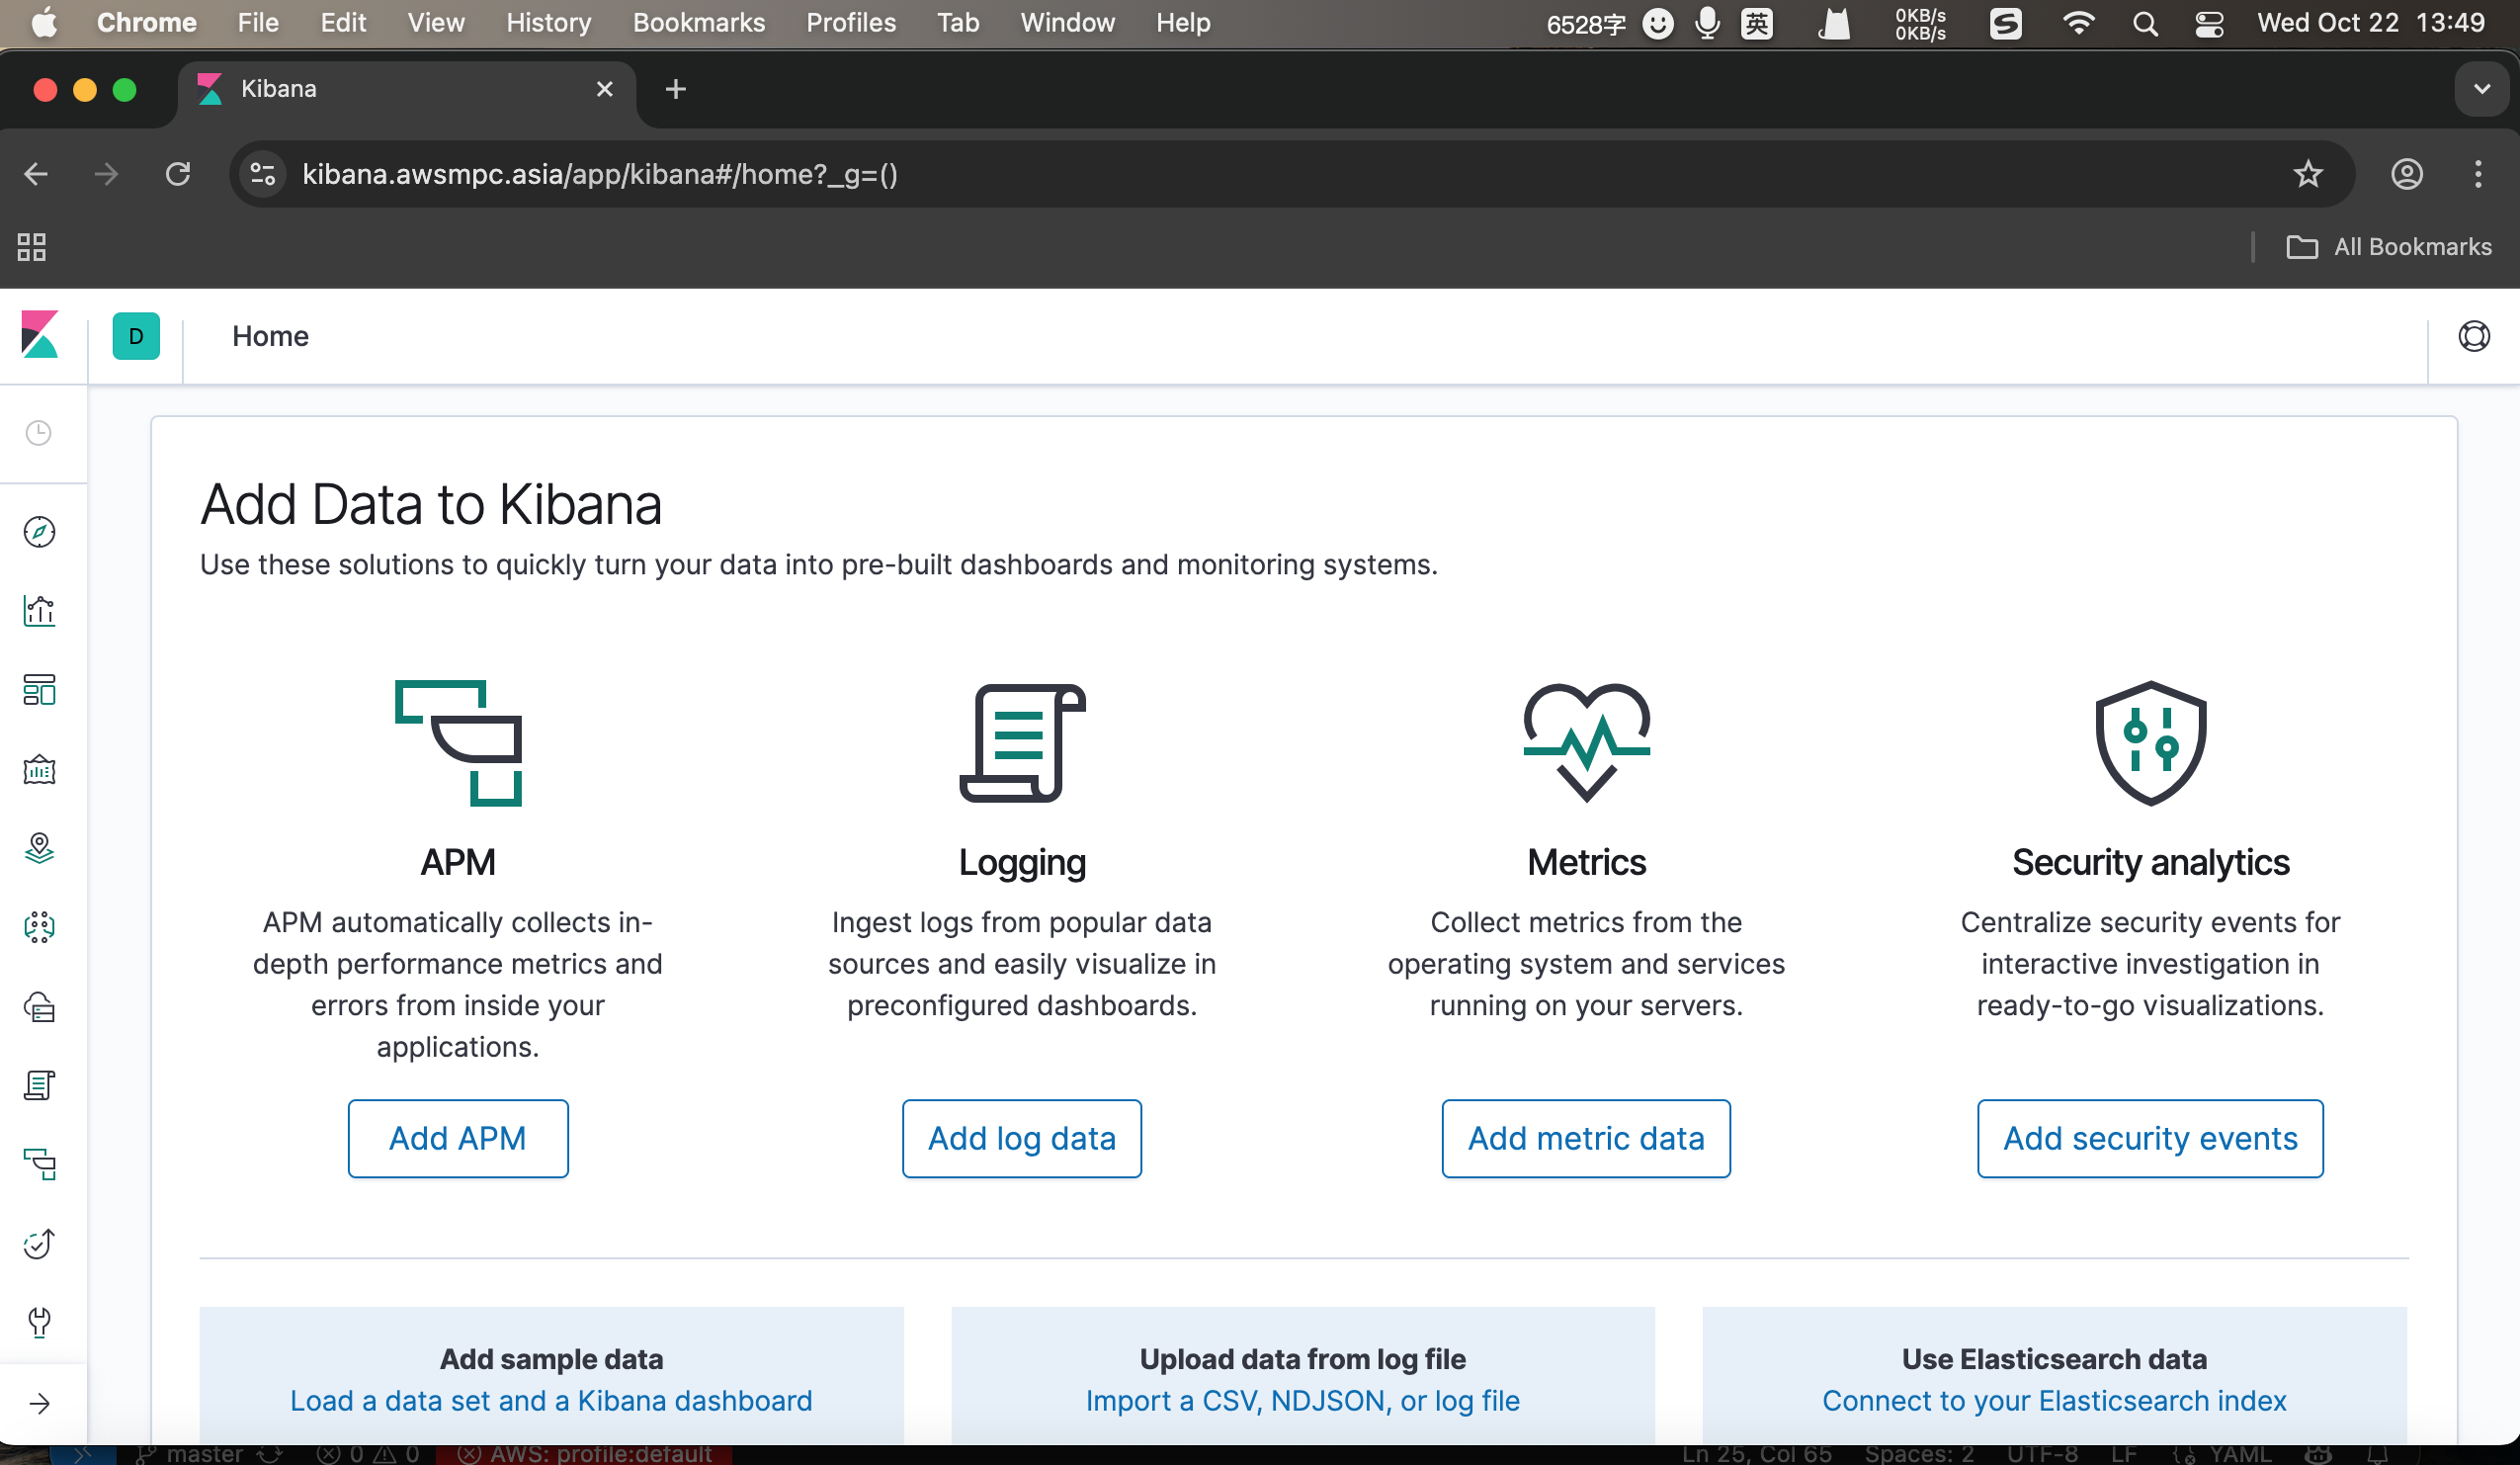 Chrome File Edit View History Bookmarks Profiles Tab Window Help 6528字 英 0KB/s 0KB/s Wed Oct 22 13:49
Kibana
kibana.awsmpc.asia/app/kibana#/home?_g=()
All Bookmarks
D Home
Add Data to Kibana
Use these solutions to quickly turn your data into pre-built dashboards and monitoring systems.
APM
APM automatically collects in-
depth performance metrics and
errors from inside your
applications.
Add APM
Logging
Ingest logs from popular data
sources and easily visualize in
preconfigured dashboards.
Add log data
Metrics
Collect metrics from the
operating system and services
running on your servers.
Add metric data
Security analytics
Centralize security events for
interactive investigation in
ready-to-go visualizations.
Add security events
Add sample data
Load a data set and a Kibana dashboard
Upload data from log file
Import a CSV, NDJSON, or log file
Use Elasticsearch data
Connect to your Elasticsearch index
master 0 0 AWS: profile:default Ln 25, Col 65 Spaces: 2 UTF-8 LF YAML